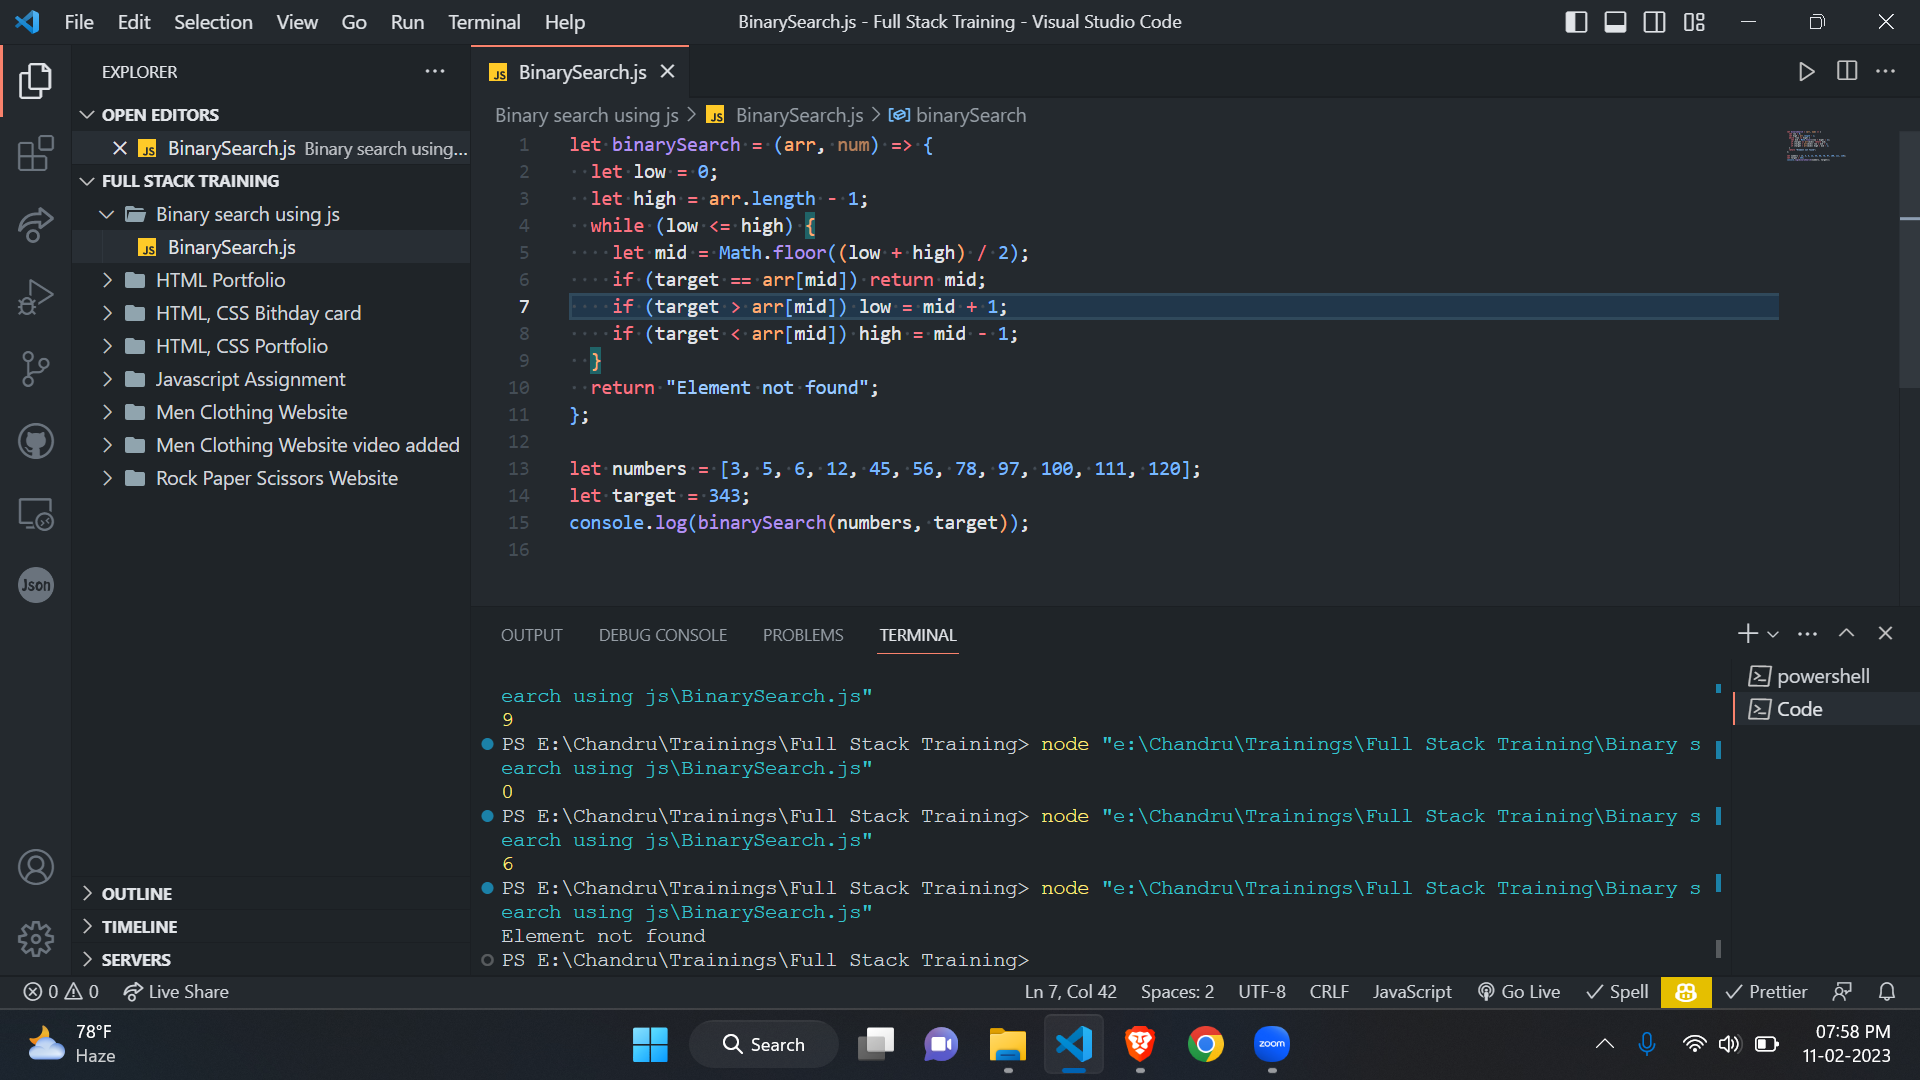 File Edit Selection View Go Run Terminal Help
BinarySearch.js - Full Stack Training - Visual Studio Code
EXPLORER
OPEN EDITORS
JS BinarySearch.js Binary search using...
FULL STACK TRAINING
Binary search using js
JS BinarySearch.js
HTML Portfolio
HTML, CSS Bithday card
HTML, CSS Portfolio
Javascript Assignment
Men Clothing Website
Men Clothing Website video added
Rock Paper Scissors Website
Json
OUTLINE
TIMELINE
SERVERS
JS BinarySearch.js
Binary search using js > JS BinarySearch.js > binarySearch
1 let binarySearch = (arr, num) => {
2 let low = 0;
3 let high = arr.length - 1;
4 while (low <= high) {
5 let mid = Math.floor((low + high) / 2);
6 if (target == arr[mid]) return mid;
7 if (target > arr[mid]) low = mid + 1;
8 if (target < arr[mid]) high = mid - 1;
9 }
10 return "Element not found";
11 };
12
13 let numbers = [3, 5, 6, 12, 45, 56, 78, 97, 100, 111, 120];
14 let target = 343;
15 console.log(binarySearch(numbers, target));
16
OUTPUT DEBUG CONSOLE PROBLEMS TERMINAL
powershell
Code
earch using js\BinarySearch.js"
9
PS E:\Chandru\Trainings\Full Stack Training> node "e:\Chandru\Trainings\Full Stack Training\Binary s
earch using js\BinarySearch.js"
0
PS E:\Chandru\Trainings\Full Stack Training> node "e:\Chandru\Trainings\Full Stack Training\Binary s
earch using js\BinarySearch.js"
6
PS E:\Chandru\Trainings\Full Stack Training> node "e:\Chandru\Trainings\Full Stack Training\Binary s
earch using js\BinarySearch.js"
Element not found
PS E:\Chandru\Trainings\Full Stack Training>
0 0 Live Share Ln 7, Col 42 Spaces: 2 UTF-8 CRLF JavaScript Go Live Spell Prettier
78°F
Haze
Search
zoom
07:58 PM
11-02-2023